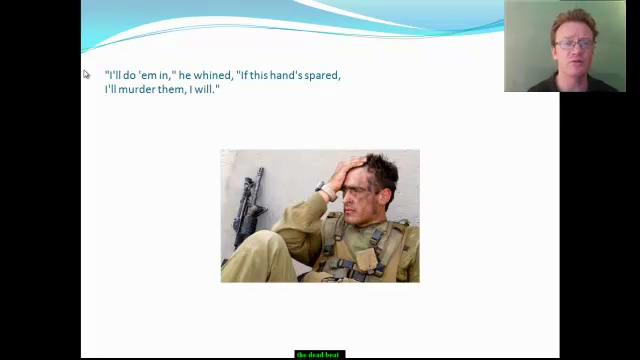 "I'll do 'em in," he whined, "If this hand's spared,
I'll murder them, I will."
the dead beat